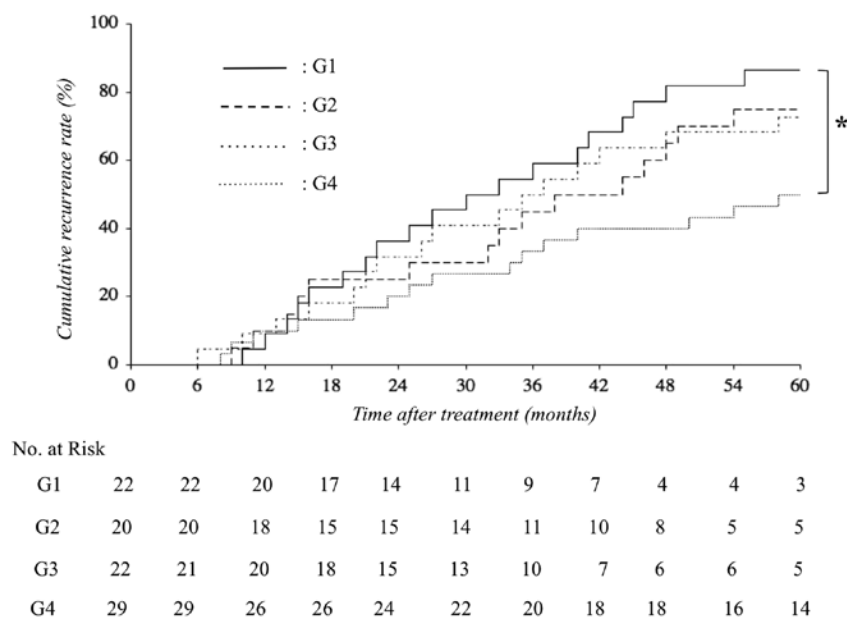 Cumulative recurrence rate (%)
100
80
60
40
20
0
: G1
: G2
: G3
: G4
*
0 6 12 18 24 30 36 42 48 54 60
Time after treatment (months)
No. at Risk
G1 22 22 20 17 14 11 9 7 4 4 3
G2 20 20 18 15 15 14 11 10 8 5 5
G3 22 21 20 18 15 13 10 7 6 6 5
G4 29 29 26 26 24 22 20 18 18 16 14